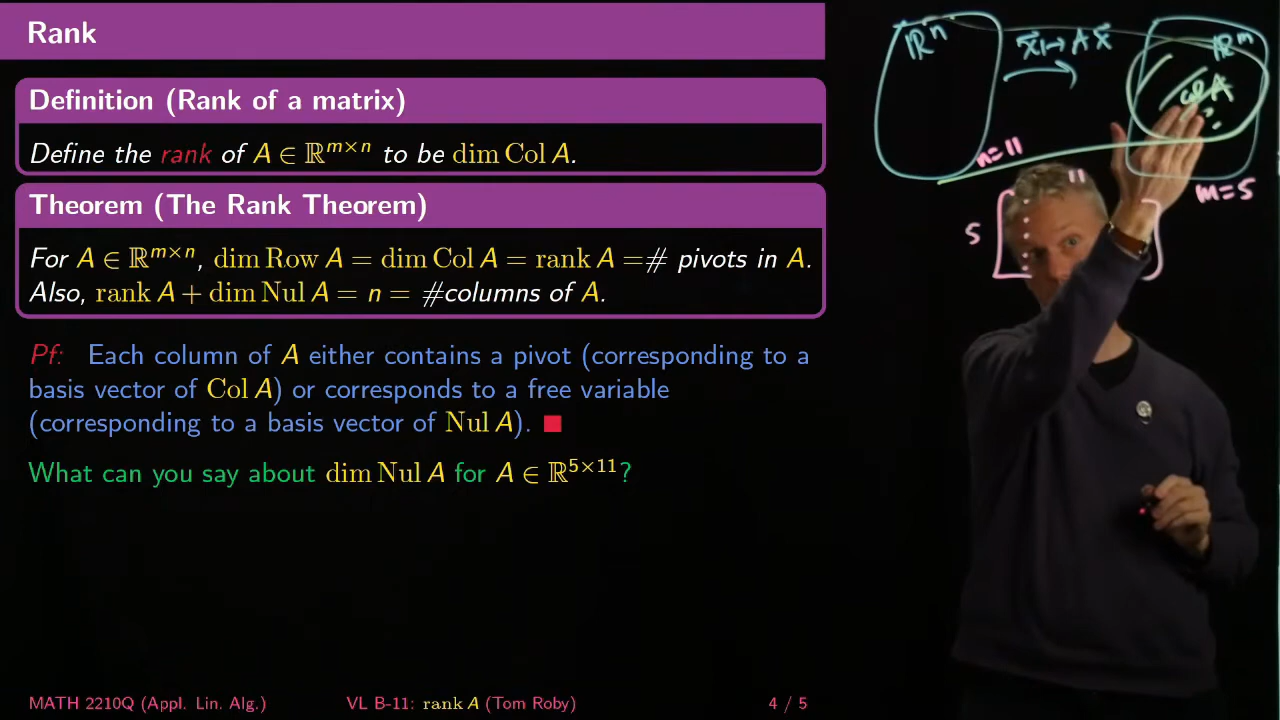 Rank
Definition (Rank of a matrix)
Define the rank of A ∈ ℝ^{m×n} to be dim Col A.
Theorem (The Rank Theorem)
For A ∈ ℝ^{m×n}, dim Row A = dim Col A = rank A =# pivots in A.
Also, rank A + dim Nul A = n = #columns of A.
Pf: Each column of A either contains a pivot (corresponding to a
basis vector of Col A) or corresponds to a free variable
(corresponding to a basis vector of Nul A). ■
What can you say about dim Nul A for A ∈ ℝ^{5×11}?
MATH 2210Q (Appl. Lin. Alg.) VL B-11: rank A (Tom Roby) 4 / 5
ℝ^n x⃗ ↦ A x⃗ ℝ^m
Col A
n=11
11
m=5
5